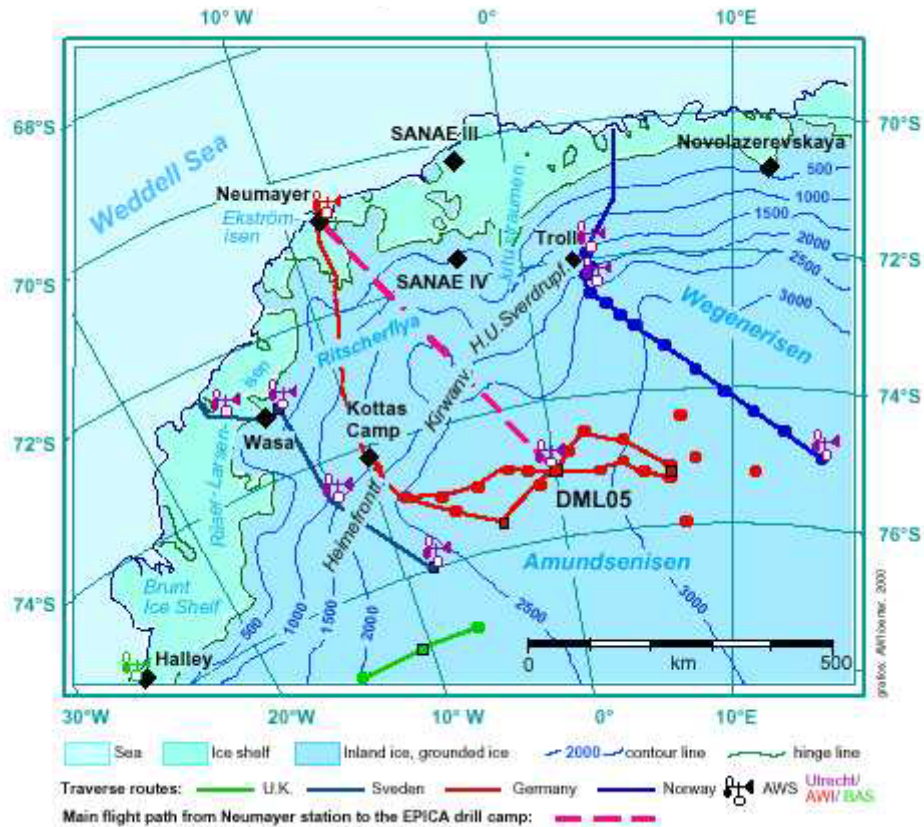 10° W 0° 10°E
68°S
70°S
Weddell Sea
SANAE III
Novolazerevskaya
500
1000
1500
2000
2500
3000
Neumayer
Ekström-
isen
Jutulstraumen
Troll
72°S
SANAE IV
70°S
H.U.Sverdrupf.
Wegenerisen
Ritscherflya
Kirwanv.
74°S
Kottas
Camp
Wasa
72°S
Riiser-Larsen-
isen
Heimefrontf.
DML05
76°S
Amundsenisen
Brunt
Ice Shelf
74°S
500
1000
1500
2000
2500
3000
Halley
0 km 500
30°W 20°W 10°W 0° 10°E
Sea Ice shelf Inland ice, grounded ice 2000 contour line hinge line
Traverse routes: U.K. Sweden Germany Norway AWS Utrecht/
AWI/ BAS
Main flight path from Neumayer station to the EPICA drill camp: